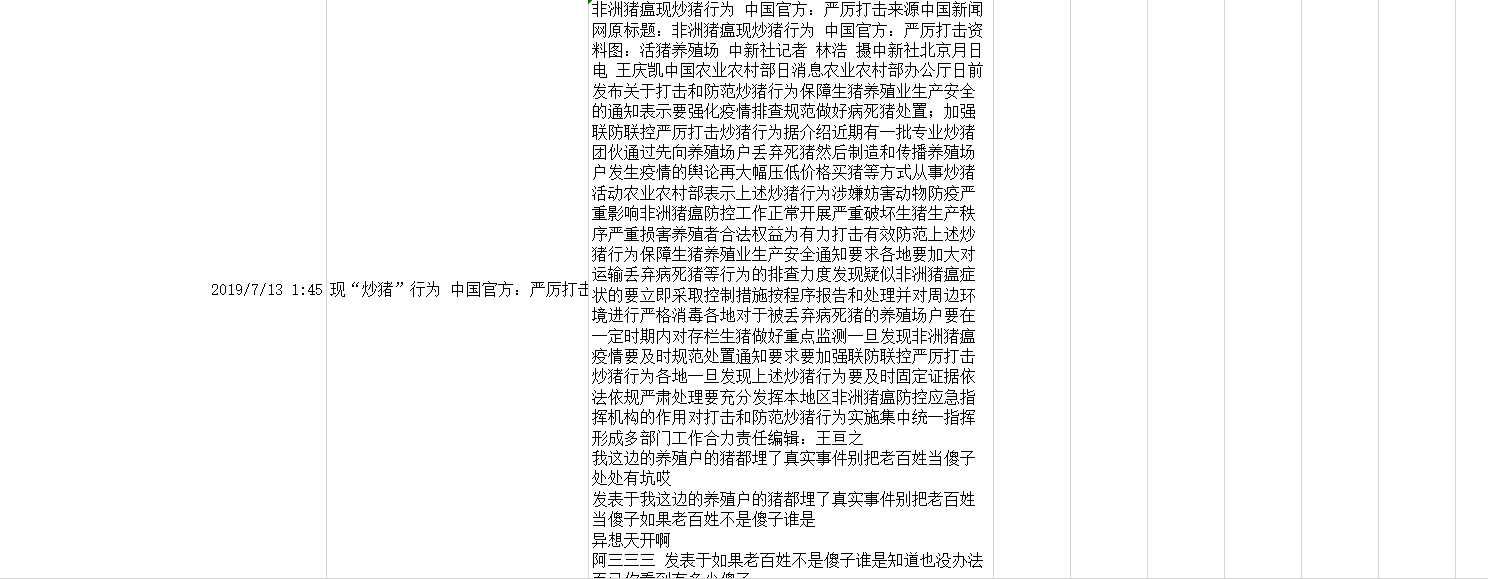 非洲猪瘟现炒猪行为 中国官方：严厉打击来源中国新闻
网原标题：非洲猪瘟现炒猪行为 中国官方：严厉打击资
料图：活猪养殖场 中新社记者 林浩 摄中新社北京月日
电 王庆凯中国农业农村部日消息农业农村部办公厅日前
发布关于打击和防范炒猪行为保障生猪养殖业生产安全
的通知表示要强化疫情排查规范做好病死猪处置；加强
联防联控严厉打击炒猪行为据介绍近期有一批专业炒猪
团伙通过先向养殖场户丢弃死猪然后制造和传播养殖场
户发生疫情的舆论再大幅压低价格买猪等方式从事炒猪
活动农业农村部表示上述炒猪行为涉嫌妨害动物防疫严
重影响非洲猪瘟防控工作正常开展严重破坏生猪生产秩
序严重损害养殖者合法权益为有力打击有效防范上述炒
猪行为保障生猪养殖业生产安全通知要求各地要加大对
运输丢弃病死猪等行为的排查力度发现疑似非洲猪瘟症
2019/7/13 1:45 现“炒猪”行为 中国官方：严厉打击
状的要立即采取控制措施按程序报告和处理并对周边环
境进行严格消毒各地对于被丢弃病死猪的养殖场户要在
一定时期内对存栏生猪做好重点监测一旦发现非洲猪瘟
疫情要及时规范处置通知要求要加强联防联控严厉打击
炒猪行为各地一旦发现上述炒猪行为要及时固定证据依
法依规严肃处理要充分发挥本地区非洲猪瘟防控应急指
挥机构的作用对打击和防范炒猪行为实施集中统一指挥
形成多部门工作合力责任编辑：王亘之
我这边的养殖户的猪都埋了真实事件别把老百姓当傻子
处处有坑哎
发表于我这边的养殖户的猪都埋了真实事件别把老百姓
当傻子如果老百姓不是傻子谁是
异想天开啊
阿三三三 发表于如果老百姓不是傻子谁是知道也没办法
而已你看到有多少傻子